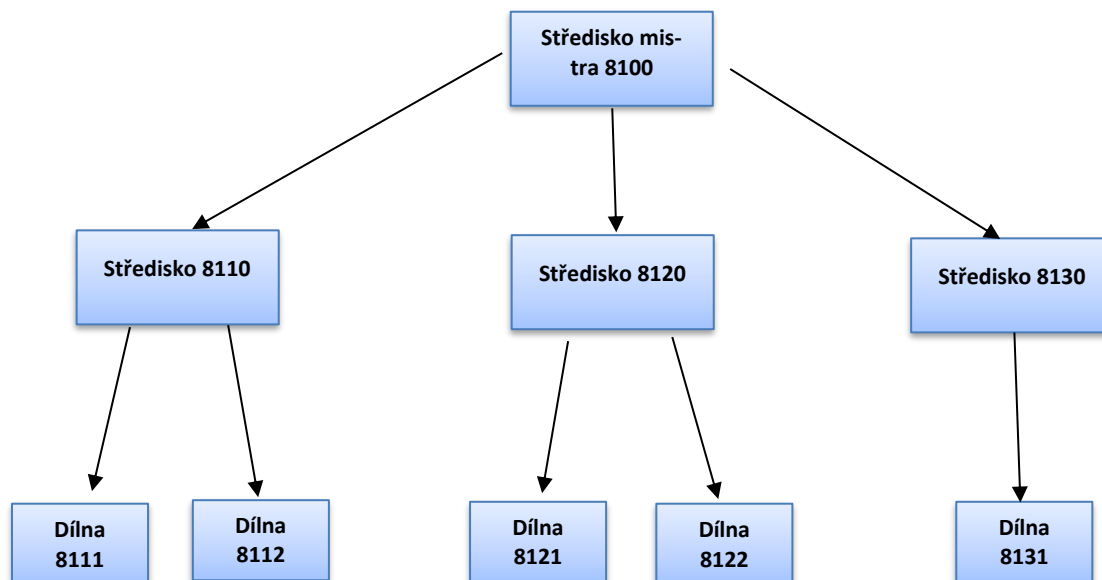 Středisko mis-
tra 8100
Středisko 8110
Středisko 8120
Středisko 8130
Dílna
8111
Dílna
8112
Dílna
8121
Dílna
8122
Dílna
8131